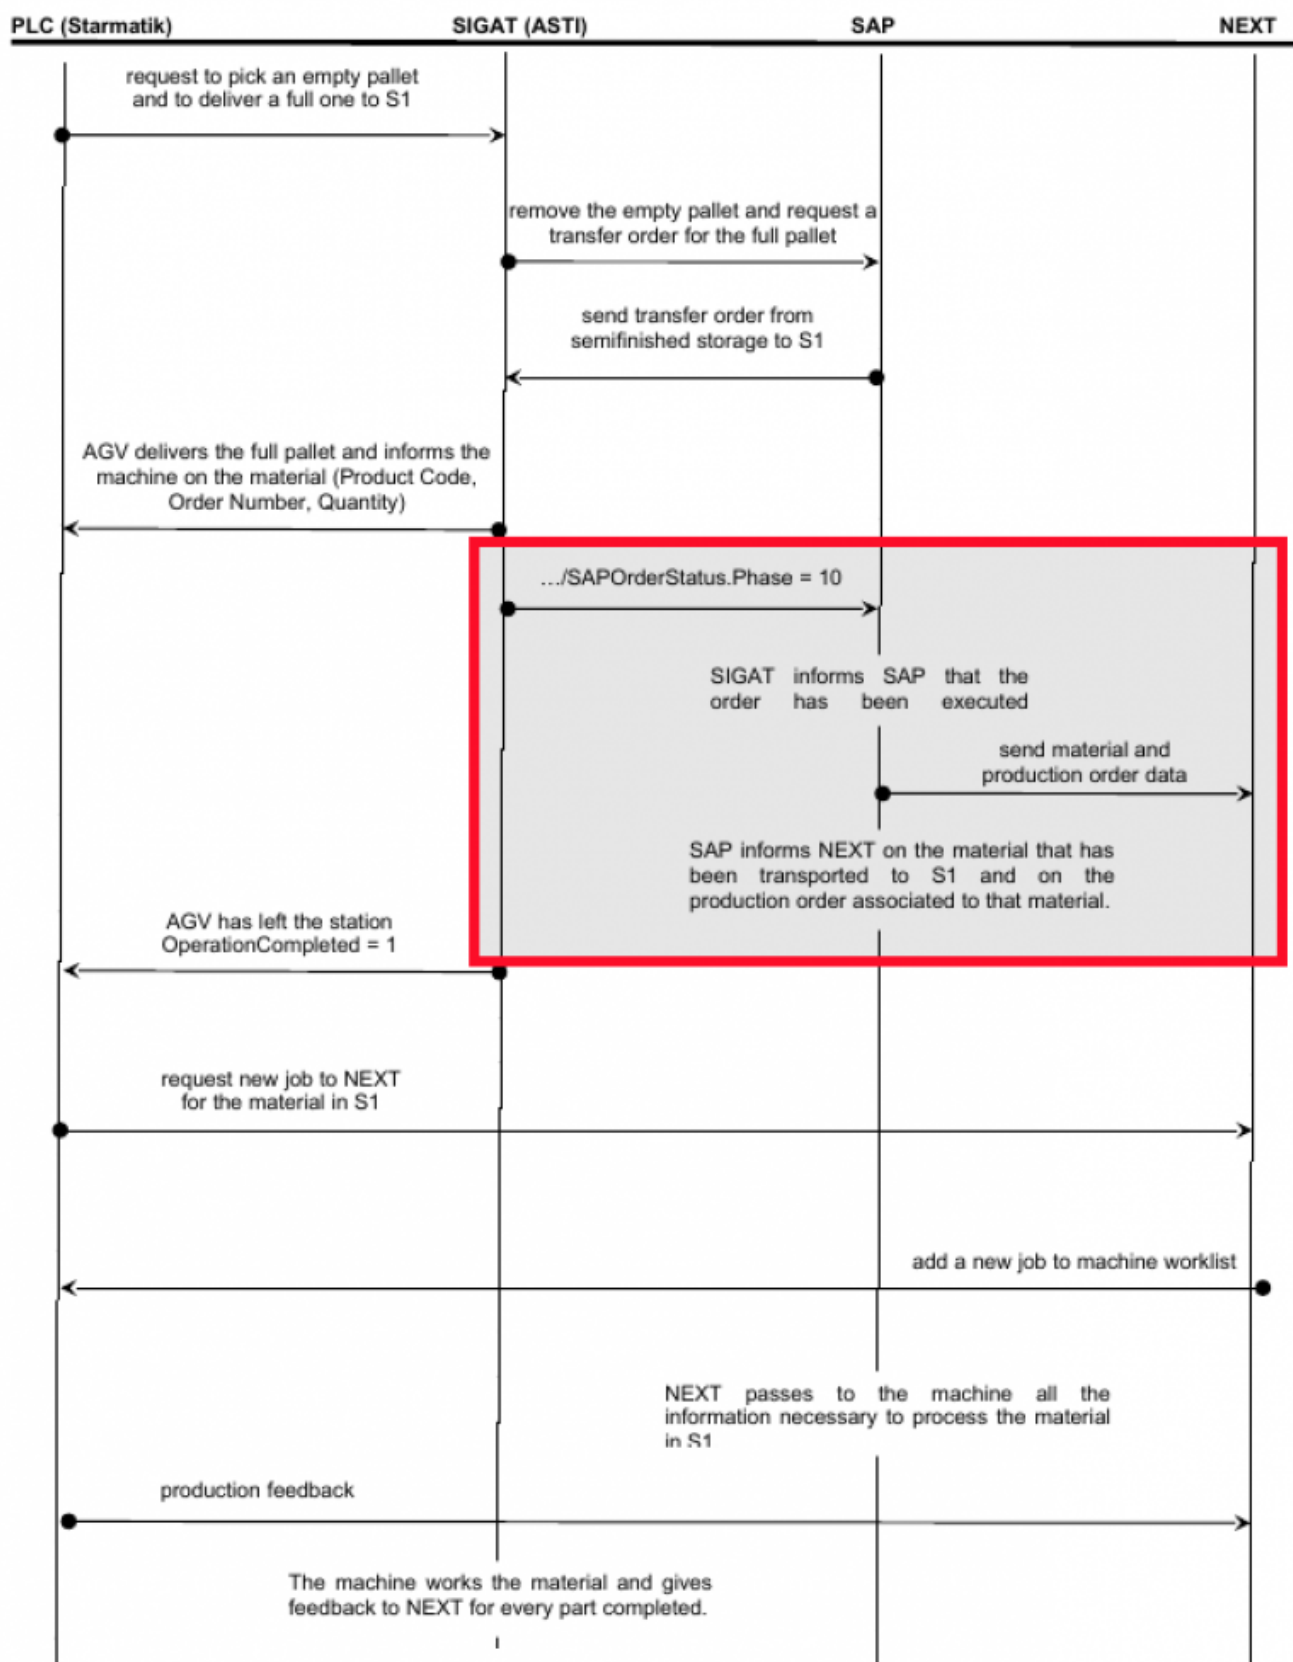 PLC (Starmatik) SIGAT (ASTI) SAP NEXT
request to pick an empty pallet
and to deliver a full one to S1
remove the empty pallet and request a
transfer order for the full pallet
send transfer order from
semifinished storage to S1
AGV delivers the full pallet and informs the
machine on the material (Product Code,
Order Number, Quantity)
.../SAPOrderStatus.Phase = 10
SIGAT informs SAP that the
order has been executed
send material and
production order data
SAP informs NEXT on the material that has
been transported to S1 and on the
production order associated to that material.
AGV has left the station
OperationCompleted = 1
request new job to NEXT
for the material in S1
add a new job to machine worklist
NEXT passes to the machine all the
information necessary to process the material
in S1
production feedback
The machine works the material and gives
feedback to NEXT for every part completed.